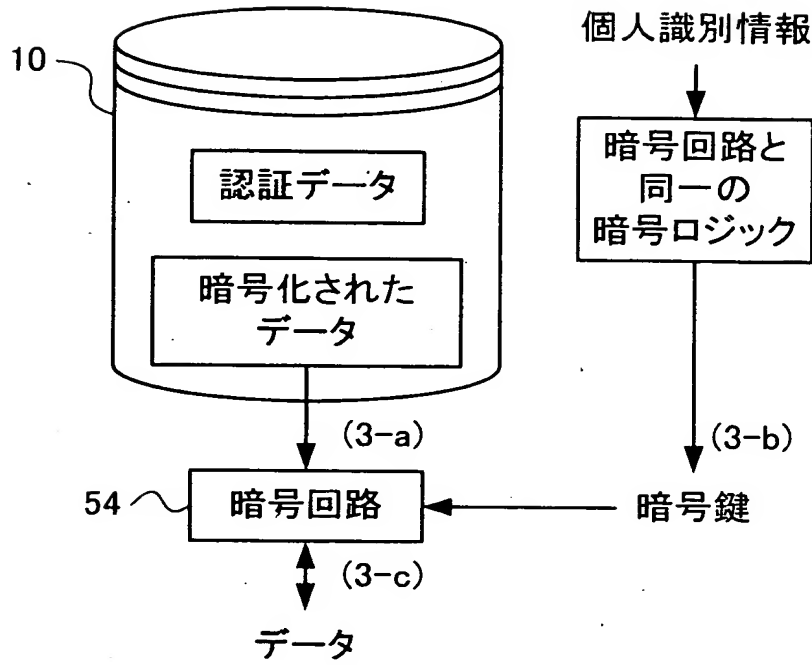 個人識別情報
10
暗号回路と
同一の
暗号ロジック
認証データ
暗号化された
データ
(3-a)
(3-b)
54
暗号回路
暗号鍵
(3-c)
データ